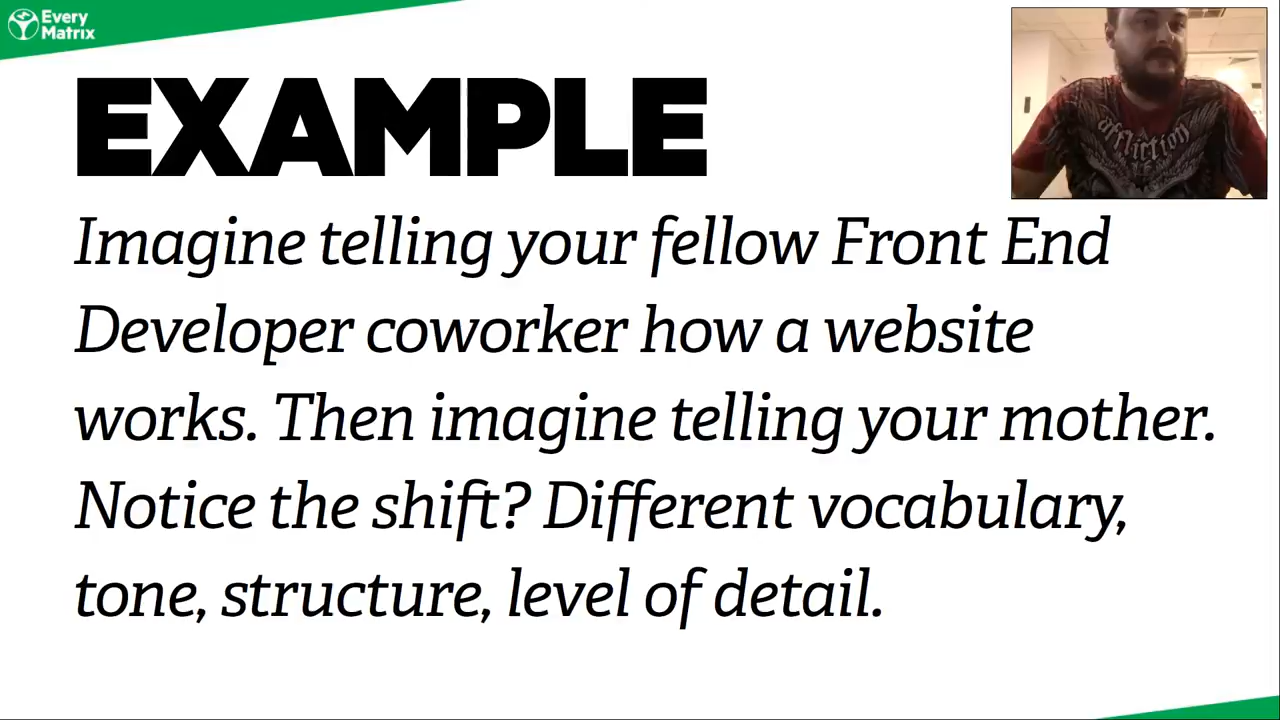 Every
Matrix
EXAMPLE
affliction
Imagine telling your fellow Front End
Developer coworker how a website
works. Then imagine telling your mother.
Notice the shift? Different vocabulary,
tone, structure, level of detail.